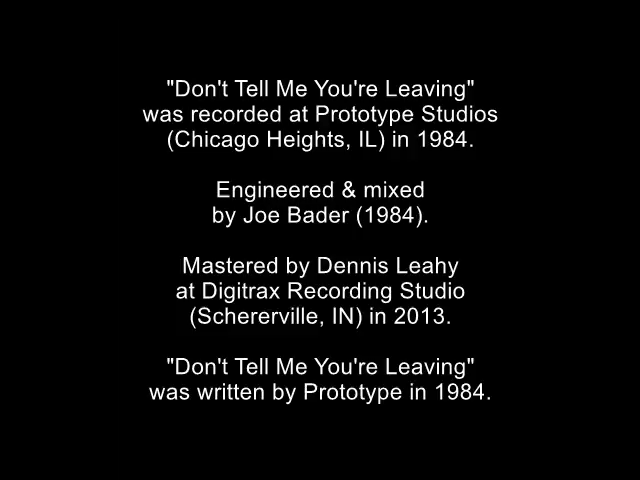 "Don't Tell Me You're Leaving"
was recorded at Prototype Studios
(Chicago Heights, IL) in 1984.
Engineered & mixed
by Joe Bader (1984).
Mastered by Dennis Leahy
at Digitrax Recording Studio
(Schererville, IN) in 2013.
"Don't Tell Me You're Leaving"
was written by Prototype in 1984.